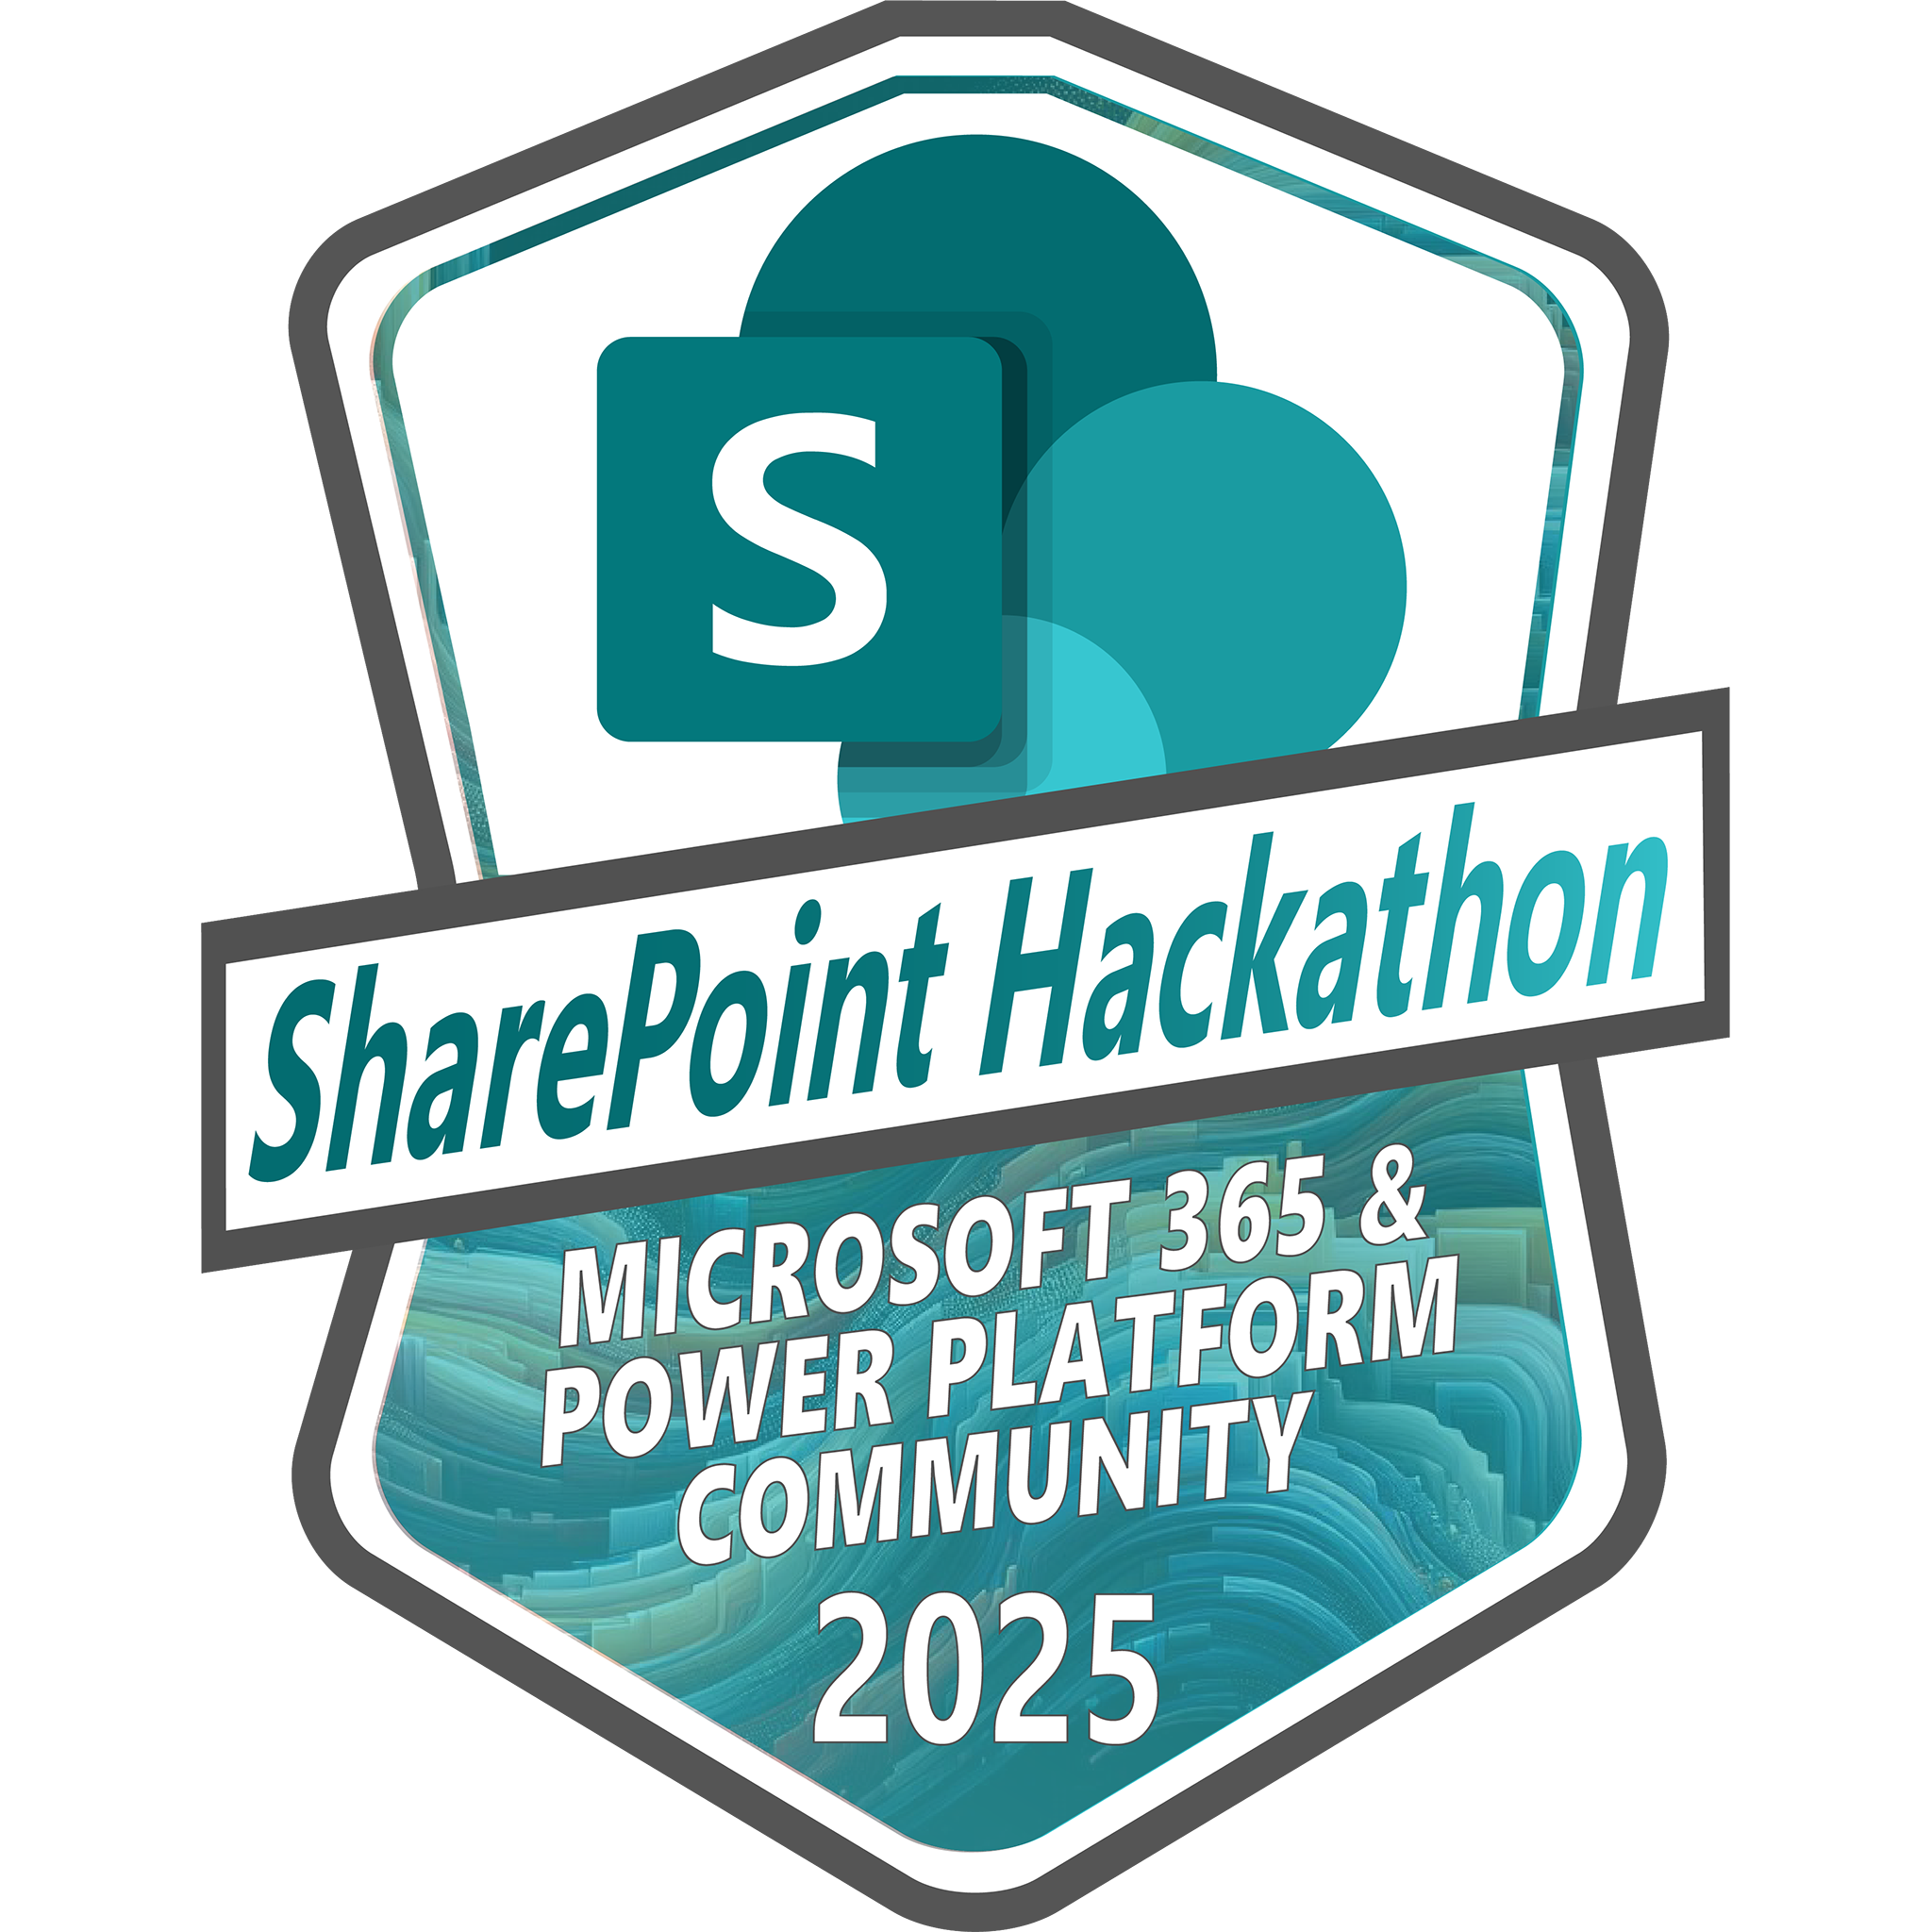 S
SharePoint Hackathon
MICROSOFT 365 &
POWER PLATFORM
COMMUNITY
2025